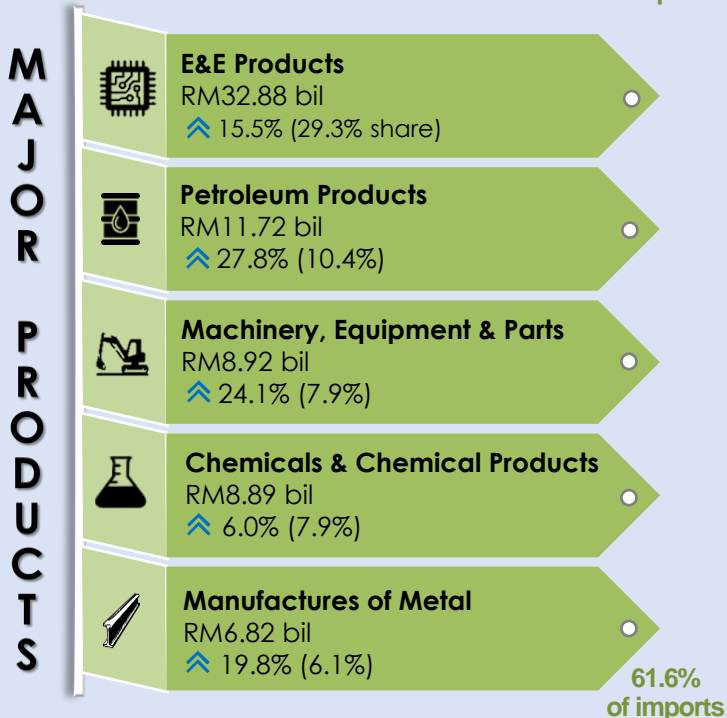 MAJOR PRODUCTS
E&E Products
RM32.88 bil
15.5% (29.3% share)
Petroleum Products
RM11.72 bil
27.8% (10.4%)
Machinery, Equipment & Parts
RM8.92 bil
24.1% (7.9%)
Chemicals & Chemical Products
RM8.89 bil
6.0% (7.9%)
Manufactures of Metal
RM6.82 bil
19.8% (6.1%)
61.6%
of imports